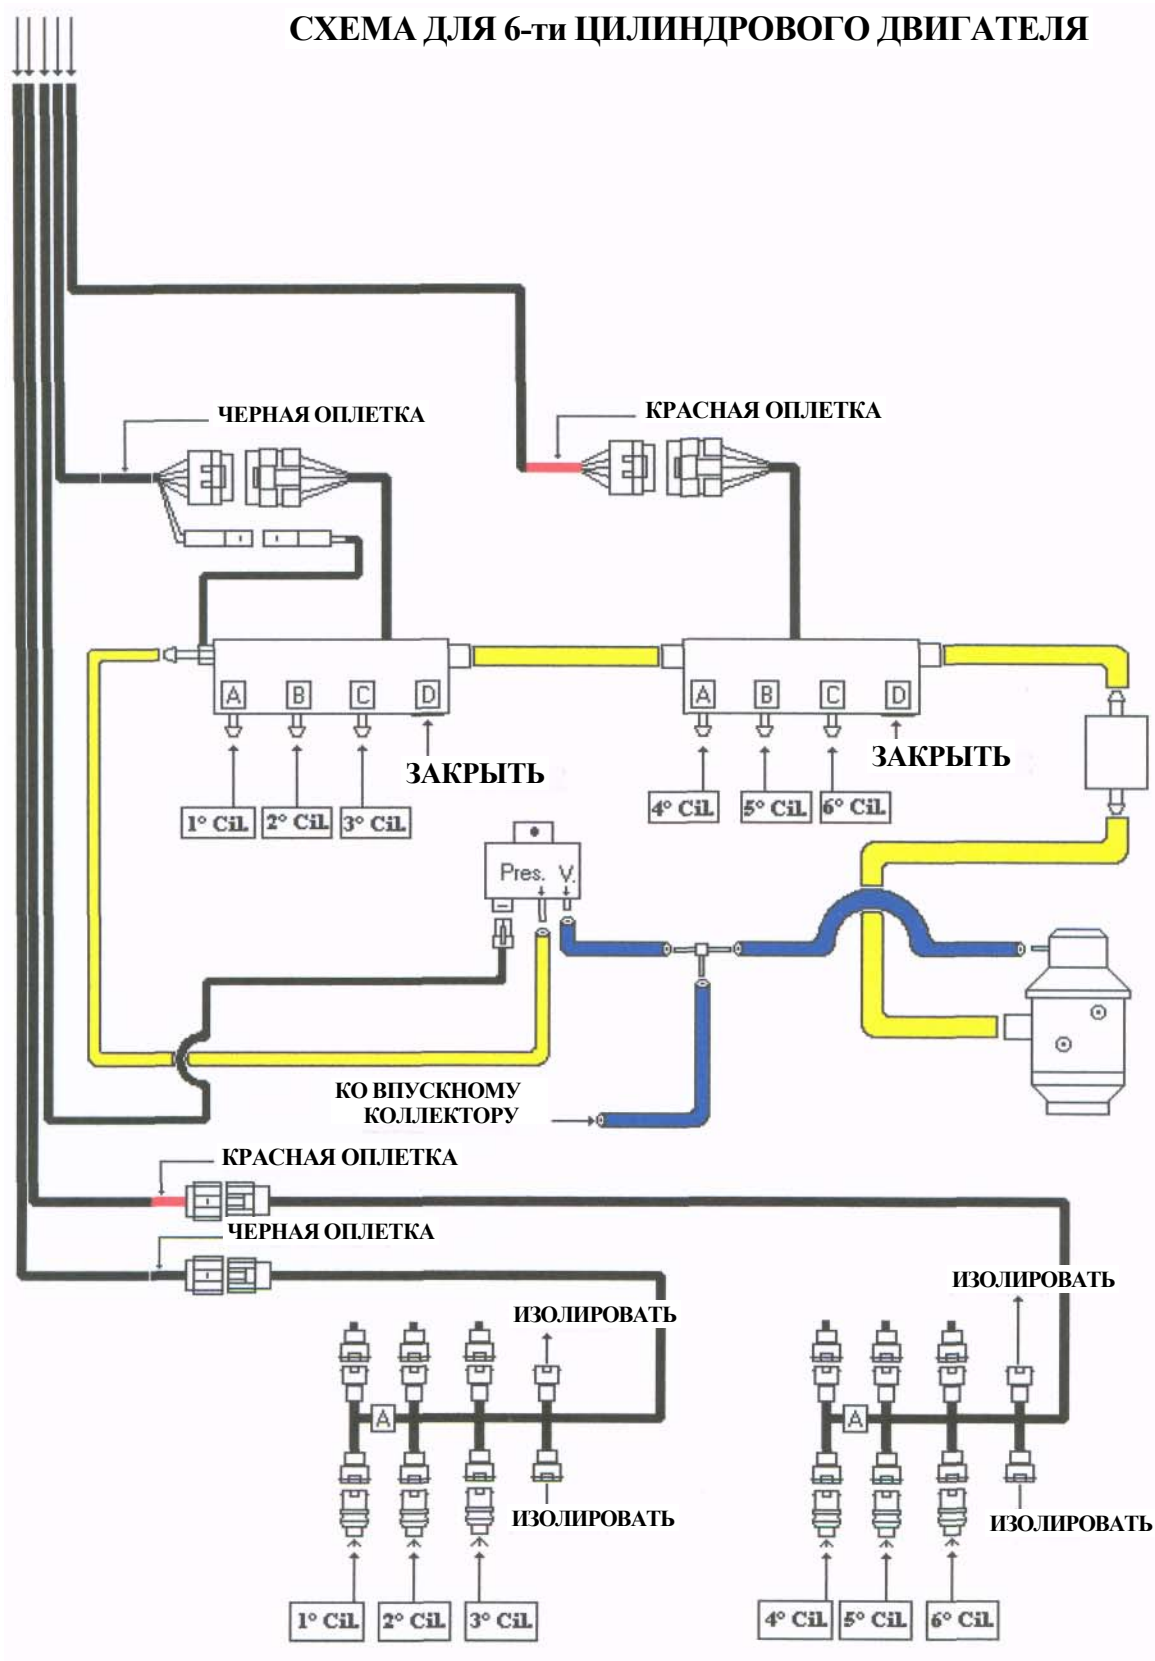 СХЕМА ДЛЯ 6-ти ЦИЛИНДРОВОГО ДВИГАТЕЛЯ
ЧЕРНАЯ ОПЛЕТКА
КРАСНАЯ ОПЛЕТКА
A B C D
A B C D
ЗАКРЫТЬ
ЗАКРЫТЬ
1° Cil. 2° Cil. 3° Cil.
4° Cil. 5° Cil. 6° Cil.
Pres. V.
КО ВПУСКНОМУ
КОЛЛЕКТОРУ
КРАСНАЯ ОПЛЕТКА
ЧЕРНАЯ ОПЛЕТКА
ИЗОЛИРОВАТЬ
ИЗОЛИРОВАТЬ
A
A
ИЗОЛИРОВАТЬ
ИЗОЛИРОВАТЬ
1° Cil. 2° Cil. 3° Cil.
4° Cil. 5° Cil. 6° Cil.